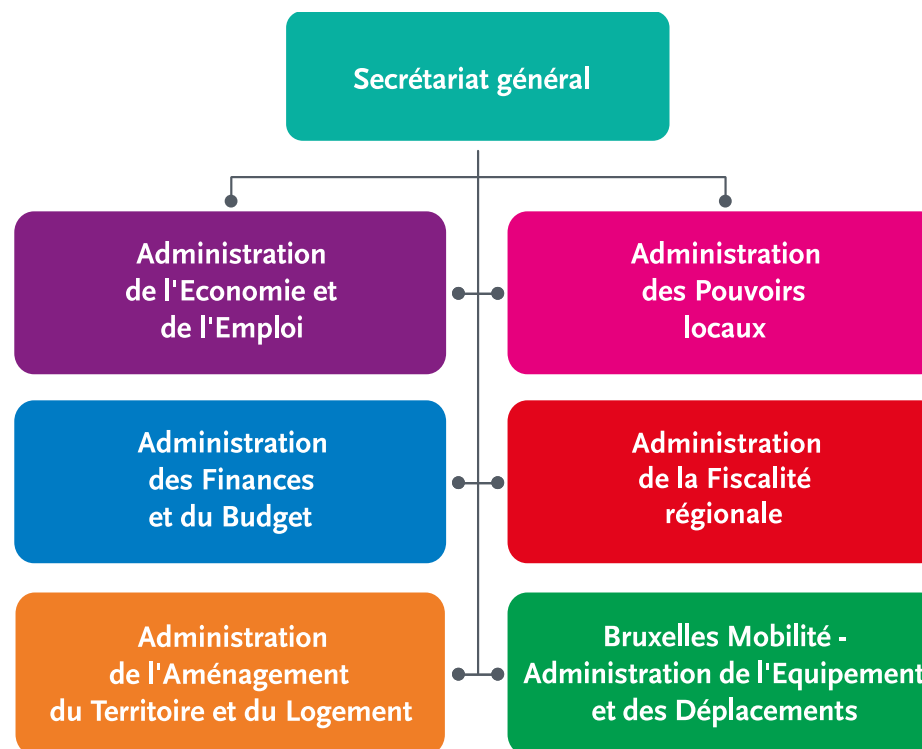 Secrétariat général
Administration
de l'Economie et
de l'Emploi
Administration
des Pouvoirs
locaux
Administration
des Finances
et du Budget
Administration
de la Fiscalité
régionale
Administration
de l'Aménagement
du Territoire et du Logement
Bruxelles Mobilité -
Administration de l'Equipement
et des Déplacements